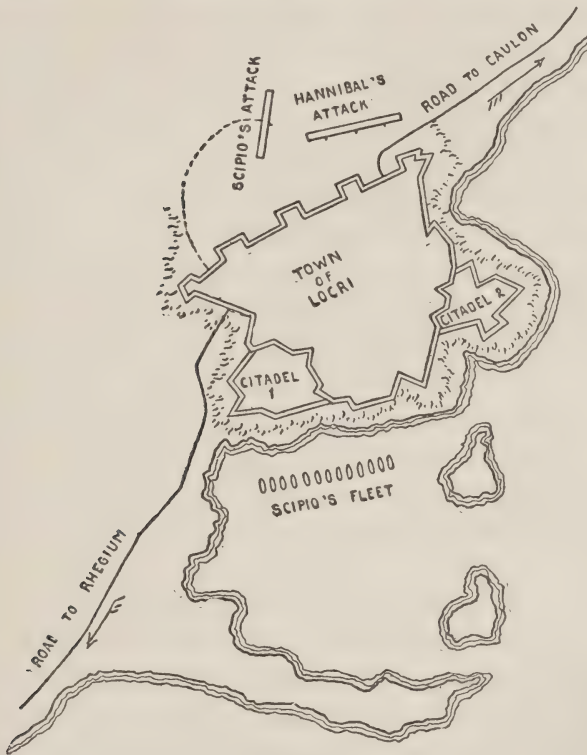 SCIPIO'S ATTACK
HANNIBAL'S
ATTACK
ROAD TO CAULON
TOWN
OF
LOCRI
CITADEL 2
CITADEL
1
SCIPIO'S FLEET
ROAD TO RHEGIUM